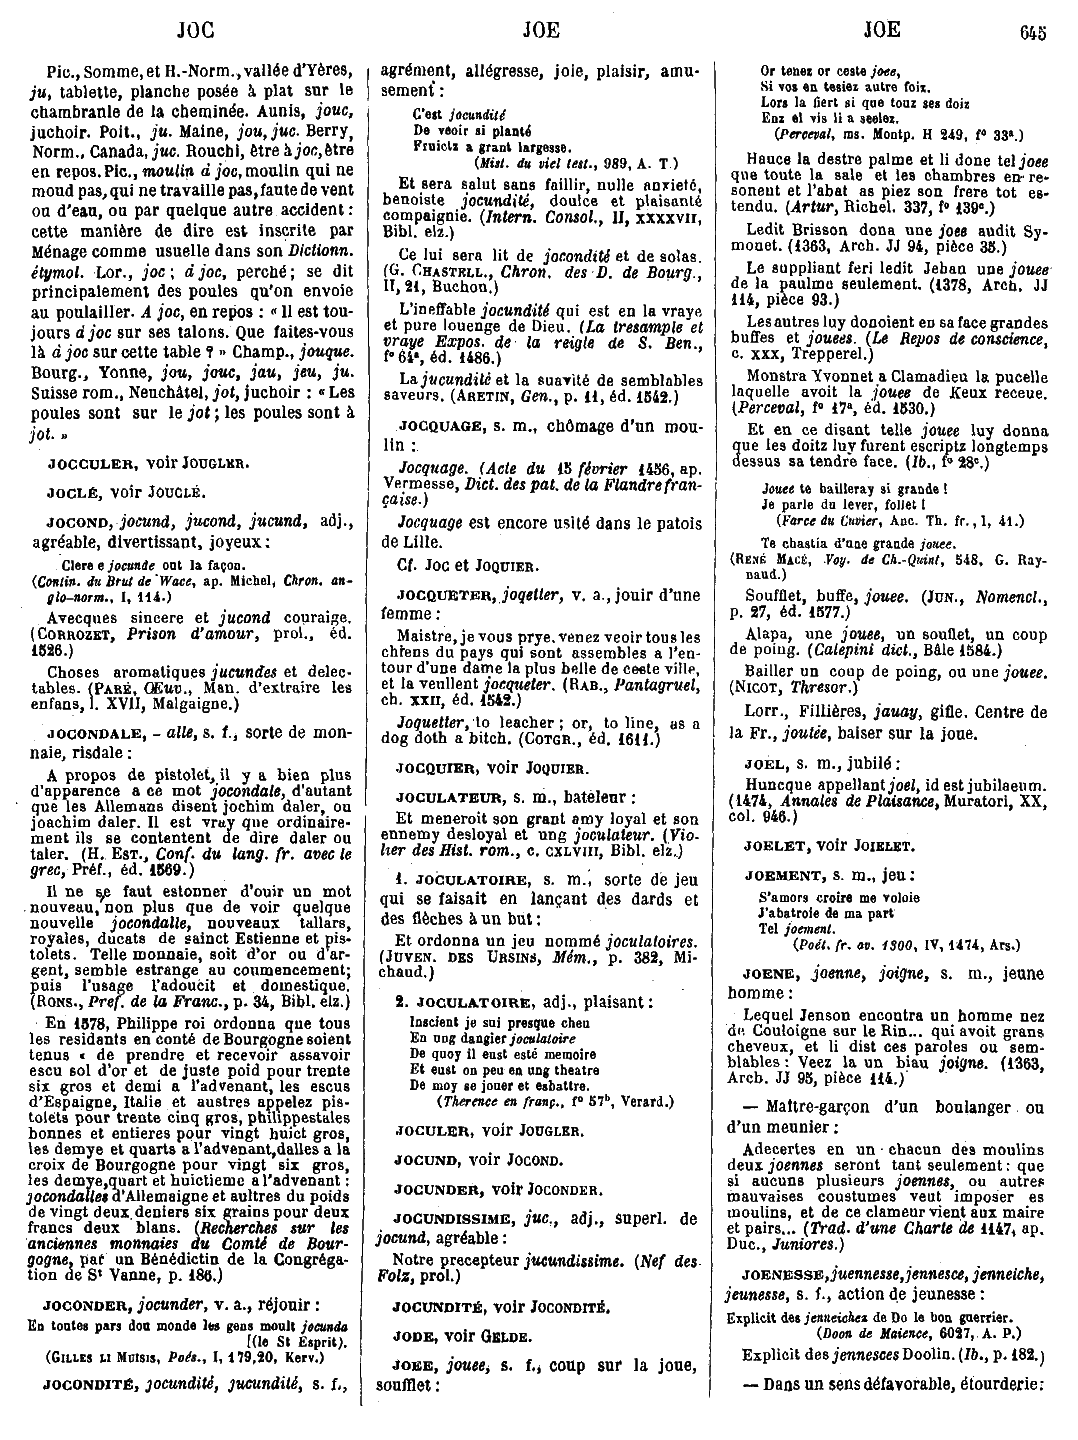 JOC
JOE
JOE
645
Pic., Somme, et H.-Norm., vallée d'Yères,
ju, tablette, planche posée à plat sur le
chambranle de la cheminée. Aunis, jouc,
juchoir. Poit., ju. Maine, jou, juc. Berry,
Norm., Canada, juc. Rouchi, être à joc, être
en repos. Pic., moulin à joc, moulin qui ne
moud pas, qui ne travaille pas, faute de vent
ou d'eau, ou par quelque autre accident :
cette manière de dire est inscrite par
Ménage comme usuelle dans son Dictionn.
étymol. Lor., joc ; à joc, perché ; se dit
principalement des poules qu'on envoie
au poulailler. A joc, en repos : « Il est tou-
jours à joc sur ses talons. Que faites-vous
là à joc sur cette table ? » Champ., jouque.
Bourg., Yonne, jou, jouc, jau, jeu, ju.
Suisse rom., Neuchâtel, jot, juchoir : « Les
poules sont sur le jot ; les poules sont à
jot. »
JOCCULER, voir JOUGLER.
JOCLÉ, voir JOUGLÉ.
JOCOND, jocund, jucond, jucund, adj.,
agréable, divertissant, joyeux :
Clere e jocunde ont la façon.
(Contin. du Brut de Wace, ap. Michel, Chron. an-
glo-norm., I, 114.)
Avecques sincere et jucond couraige.
(CORROZET, Prison d'amour, prol., éd.
1526.)
Choses aromatiques jucundes et delec-
tables. (PARÉ, Œuv., Man. d'extraire les
enfans, l. XVII, Malgaigne.)
JOCONDALE, - alle, s. f., sorte de mon-
naie, risdale :
A propos de pistolet, il y a bien plus
d'apparence a ce mot jocondale, d'autant
que les Allemans disent jochim daler, ou
joachim daler. Il est vray que ordinaire-
ment ils se contentent de dire daler ou
taler. (H. EST., Conf. du lang. fr. avec le
grec, Préf., éd. 1569.)
Il ne se faut estonner d'ouir un mot
nouveau, non plus que de voir quelque
nouvelle jocondalle, nouveaux tallars,
royales, ducats de sainct Estienne et pis-
tolets. Telle monnaie, soit d'or ou d'ar-
gent, semble estrange au coumencement;
puis l'usage l'adoucit et domestique.
(RONS., Pref. de la Franc., p. 34, Bibl. elz.)
En 1578, Philippe roi ordonna que tous
les residants en conté de Bourgogne soient
tenus « de prendre et recevoir assavoir
escu sol d'or et de juste poid pour trente
six gros et demi a l'advenant, les escus
d'Espaigne, Italie et austres appelez pis-
tolets pour trente cinq gros, philippestales
bonnes et entieres pour vingt huict gros,
les demye et quarts a l'advenant, dalles a la
croix de Bourgogne pour vingt six gros,
les demye, quart et huictieme a l'advenant :
jocondalles d'Allemaigne et aultres du poids
de vingt deux deniers six grains pour deux
francs deux blans. (Recherches sur les
anciennes monnaies du Comté de Bour-
gogne, par un Bénédictin de la Congréga-
tion de St Vanne, p. 186.)
JOCONDER, jocunder, v. a., réjouir :
En toutes pars dou monde les gens moult jocunda
[(le St Esprit).
(GILLES LI MUISIS, Poés., I, 179,20, Kerv.)
JOCONDITÉ, jocundité, jucundité, s. f.,
agrément, allégresse, joie, plaisir, amu-
sement :
C'est jocundité
De veoir si planté
Fruictz a grant largesse.
(Mist. du viel test., 989, A. T.)
Et sera salut sans faillir, nulle anxieté,
benoiste jocundité, doulce et plaisanté
compaignie. (Intern. Consol., II, XXXXVII,
Bibl. elz.)
Ce lui sera lit de jocondité et de solas.
(G. CHASTELL., Chron. des D. de Bourg.,
II, 21, Buchon.)
L'ineffable jocundité qui est en la vraye
et pure louenge de Dieu. (La tresample et
vraye Expos. de la reigle de S. Ben.,
f° 64a, éd. 1486.)
La jucundité et la suavité de semblables
saveurs. (ARETIN, Gen., p. 11, éd. 1542.)
JOCQUAGE, s. m., chômage d'un mou-
lin :
Jocquage. (Acte du 15 février 1456, ap.
Vermesse, Dict. des pat. de la Flandre fran-
çaise.)
Jocquage est encore usité dans le patois
de Lille.
Cf. JOC et JOQUIER.
JOCQUETER, joqetter, v. a., jouir d'une
femme :
Maistre, je vous prye. venez veoir tous les
chiens du pays qui sont assembles a l'en-
tour d'une dame la plus belle de ceste ville,
et la veullent jocqueter. (RAB., Pantagruel,
ch. XXII, éd. 1542.)
Joquetter, to leacher ; or, to line, as a
dog doth a bitch. (COTGR., éd. 1611.)
JOCQUIER, voir JOQUIER.
JOCULATEUR, s. m., bateleur :
Et meneroit son grant amy loyal et son
ennemy desloyal et ung joculateur. (Vio-
lier des Hist. rom., c. CXLVIII, Bibl. elz.)
1. JOCULATOIRE, s. m., sorte de jeu
qui se faisait en lançant des dards et
des flèches à un but :
Et ordonna un jeu nommé joculatoires.
(JUVEN. DES URSINS, Mém., p. 382, Mi-
chaud.)
2. JOCULATOIRE, adj., plaisant :
Inscient je sui presque cheu
En ung dangier joculatoire
De quoy il eust esté memoire
Et eust on peu en ung theatre
De moy se jouer et esbattre.
(Therence en franç., f° 57b, Verard.)
JOCULER, voir JOUGLER.
JOCUND, voir JOCOND.
JOCUNDER, voir JOCONDER.
JOCUNDISSIME, juc., adj., superl. de
jocund, agréable :
Notre precepteur jucundissime. (Nef des
Folz, prol.)
JOCUNDITÉ, voir JOCONDITÉ.
JODE, voir GELDE.
JOEE, jouee, s. f., coup sur la joue,
soufflet :
Or tenez or ceste joee,
Si vos en tesiez autre foiz.
Lors la fiert si que touz ses doiz
Enz el vis li a seelez.
(Perceval, ms. Montp. H 249, f° 33a.)
Hauce la destre palme et li done tel joee
que toute la sale et les chambres en re-
sonent et l'abat as piez son frere tot es-
tendu. (Artur, Richel. 337, f° 139a.)
Ledit Brisson dona une joee audit Sy-
monet. (1363, Arch. JJ 94, pièce 35.)
Le suppliant feri ledit Jehan une jouee
de la paulme seulement. (1378, Arch. JJ
114, pièce 93.)
Les autres luy donoient en sa face grandes
buffes et jouees. (Le Repos de conscience,
c. XXX, Trepperel.)
Monstra Yvonnet a Clamadieu la pucelle
laquelle avoit la jouee de Keux receue.
(Perceval, f° 17a, éd. 1530.)
Et en ce disant telle jouee luy donna
que les doitz luy furent escriptz longtemps
dessus sa tendre face. (Ib., f° 28c.)
Jouee te bailleray si grande !
Je parle du lever, follet !
(Farce du Cuvier, Anc. Th. fr., I, 41.)
Te chastia d'une grande jouee.
(RENÉ MACÉ, Voy. de Ch.-Quint, 548, G. Ray-
naud.)
Soufflet, buffe, jouee. (JUN., Nomencl.,
p. 27, éd. 1577.)
Alapa, une jouee, un souflet, un coup
de poing. (Calepini dict., Bâle 1584.)
Bailler un coup de poing, ou une jouee.
(NICOT, Thresor.)
Lorr., Fillières, jauay, gifle. Centre de
la Fr., joutée, baiser sur la joue.
JOEL, s. m., jubilé :
Huncque appellant joel, id est jubilaeum.
(1474, Annales de Plaisance, Muratori, XX,
col. 946.)
JOELET, voir JOIELET.
JOEMENT, s. m., jeu :
S'amors croire me voloie
J'abatroie de ma part
Tel joement.
(Poét. fr. av. 1300, IV, 1474, Ars.)
JOENE, joenne, joigne, s. m., jeune
homme :
Lequel Jenson encontra un homme nez
de Couloigne sur le Rin... qui avoit grans
cheveux, et li dist ces paroles ou sem-
blables : Veez la un biau joigne. (1363,
Arch. JJ 95, pièce 114.)
— Maître-garçon d'un boulanger ou
d'un meunier :
Adecertes en un chacun des moulins
deux joennes seront tant seulement : que
si aucuns plusieurs joennes, ou autres
mauvaises coustumes veut imposer es
moulins, et de ce clameur vient aux maire
et pairs... (Trad. d'une Charte de 1147, ap.
Duc., Juniores.)
JOENESSE, juennesse, jennesce, jenneiche,
jeunesse, s. f., action de jeunesse :
Explicit des jenneichez de Do le bon guerrier.
(Doon de Maience, 6027, A. P.)
Explicit des jennesces Doolin. (Ib., p. 182.)
— Dans un sens défavorable, étourderie: